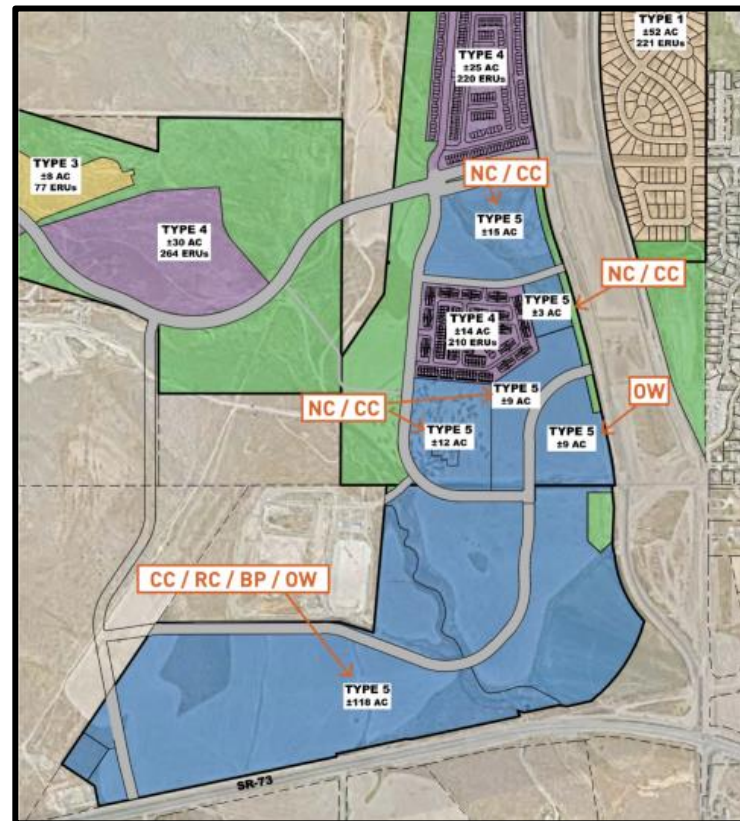 TYPE 4
±25 AC
220 ERUs
TYPE 1
±52 AC
221 ERUs
TYPE 3
±8 AC
77 ERUs
NC / CC
TYPE 4
±30 AC
264 ERUs
TYPE 5
±15 AC
NC / CC
TYPE 5
±3 AC
TYPE 4
±14 AC
210 ERUs
NC / CC
TYPE 5
±9 AC
OW
TYPE 5
±12 AC
TYPE 5
±9 AC
CC / RC / BP / OW
TYPE 5
±118 AC
SR-73